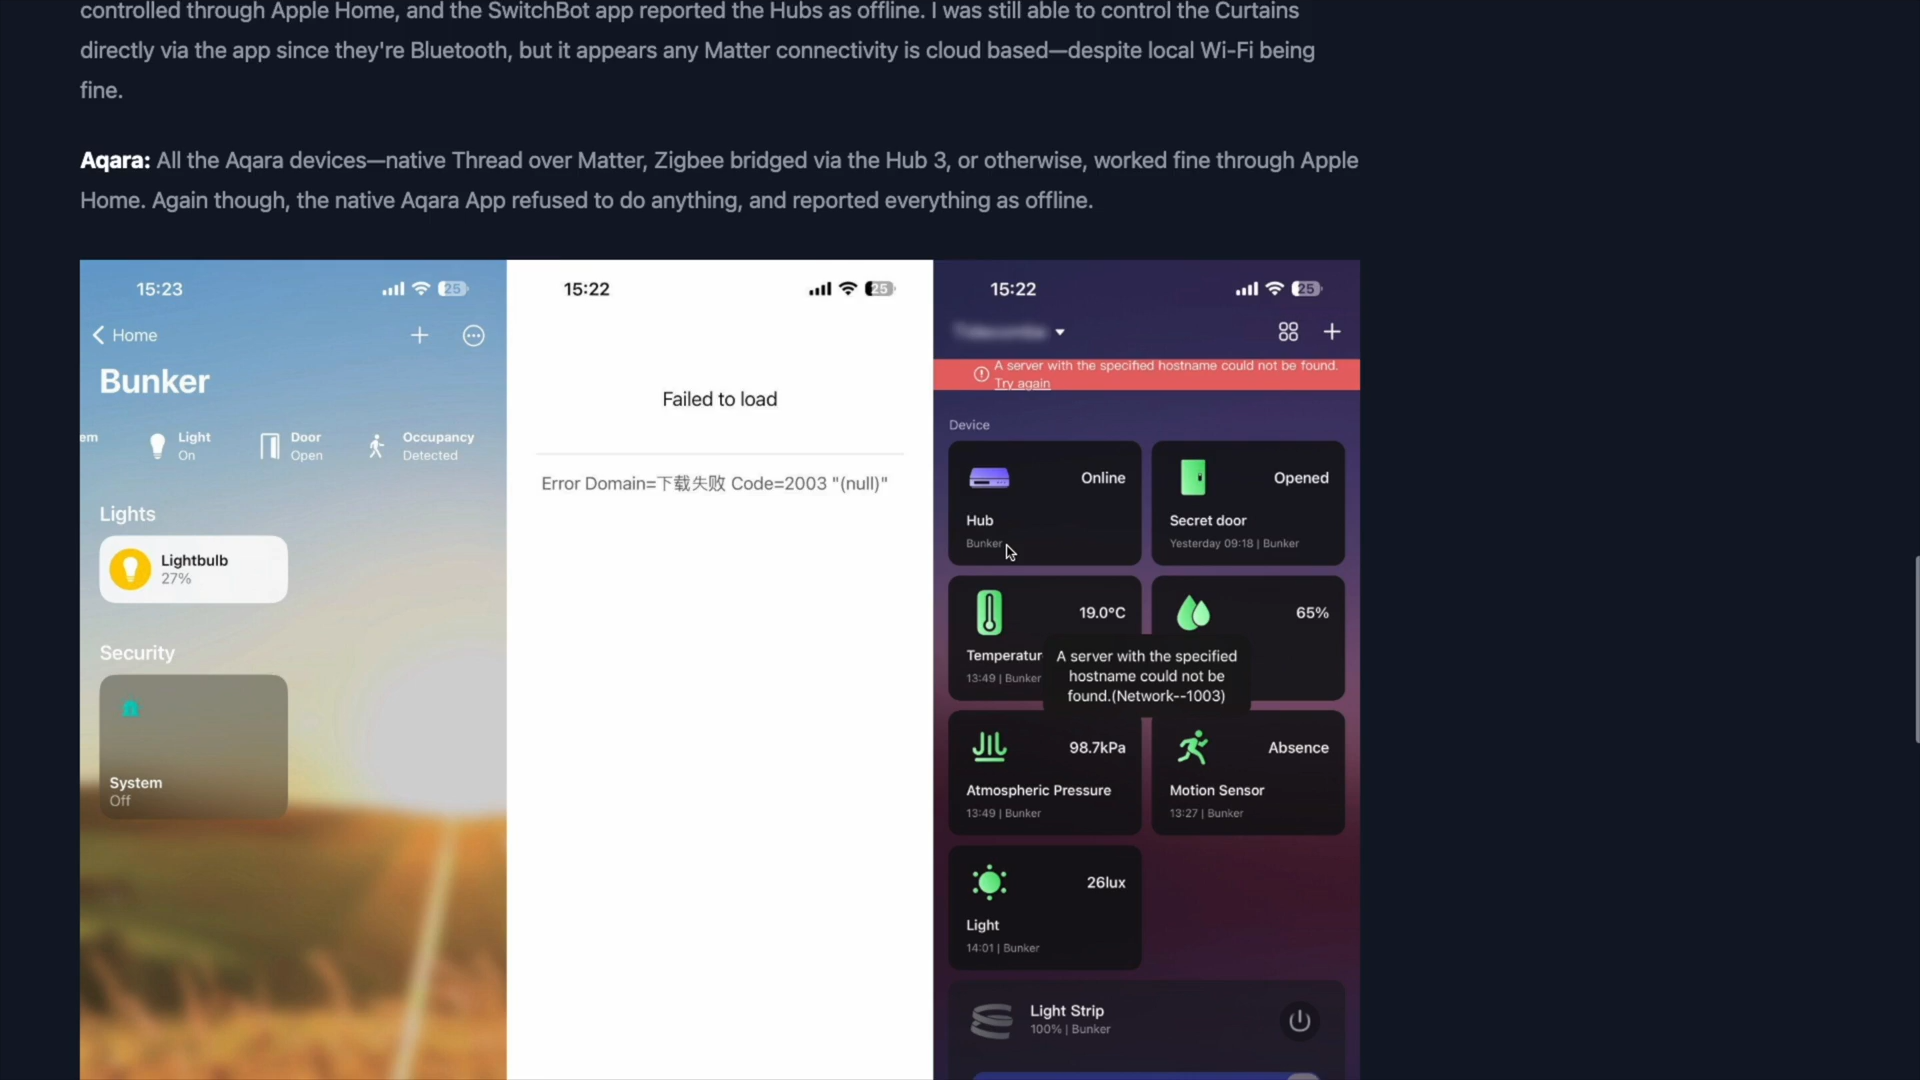 controlled through Apple Home, and the SwitchBot app reported the Hubs as offline. I was still able to control the Curtains
directly via the app since they're Bluetooth, but it appears any Matter connectivity is cloud based—despite local Wi-Fi being
fine.
Aqara: All the Aqara devices—native Thread over Matter, Zigbee bridged via the Hub 3, or otherwise, worked fine through Apple
Home. Again though, the native Aqara App refused to do anything, and reported everything as offline.
15:23
25
Home
Bunker
em
Light
On
Door
Open
Occupancy
Detected
Lights
Lightbulb
27%
Security
System
Off
15:22
25
Failed to load
Error Domain=下载失败 Code=2003 "(null)"
15:22
25
A server with the specified hostname could not be found.
Try again
Device
Online
Hub
Bunker
Opened
Secret door
Yesterday 09:18 | Bunker
19.0°C
Temperatur
13:49 | Bunker
65%
A server with the specified
hostname could not be
found.(Network--1003)
98.7kPa
Atmospheric Pressure
13:49 | Bunker
Absence
Motion Sensor
13:27 | Bunker
26lux
Light
14:01 | Bunker
Light Strip
100% | Bunker